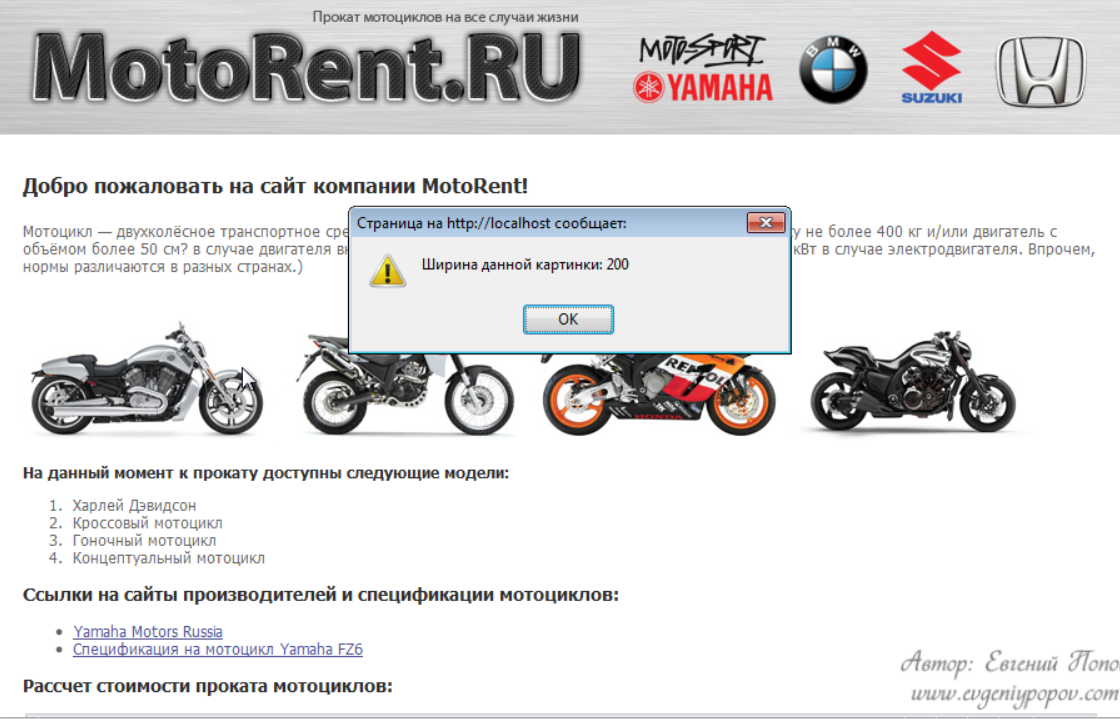 Прокат мотоциклов на все случаи жизни
MotoRent.RU
MOTO-SPORT
YAMAHA
BMW
SUZUKI
Добро пожаловать на сайт компании MotoRent!
Мотоцикл — двухколёсное транспортное сре
у не более 400 кг и/или двигатель с
объёмом более 50 см? в случае двигателя вн
кВт в случае электродвигателя. Впрочем,
нормы различаются в разных странах.)
Страница на http://localhost сообщает:
Ширина данной картинки: 200
OK
REPSOL
HONDA
На данный момент к прокату доступны следующие модели:
1. Харлей Дэвидсон
2. Кроссовый мотоцикл
3. Гоночный мотоцикл
4. Концептуальный мотоцикл
Ссылки на сайты производителей и спецификации мотоциклов:
• Yamaha Motors Russia
• Спецификация на мотоцикл Yamaha FZ6
Рассчет стоимости проката мотоциклов:
Автор: Евгений Попо
www.evgeniypopov.com